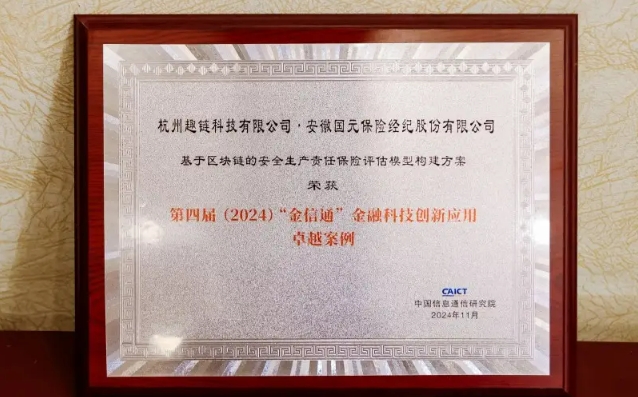 杭州趣链科技有限公司·安徽国元保险经纪股份有限公司
基于区块链的安全生产责任保险评估模型构建方案
荣获
第四届（2024）“金信通”金融科技创新应用
卓越案例
CAICT
中国信息通信研究院
2024年11月